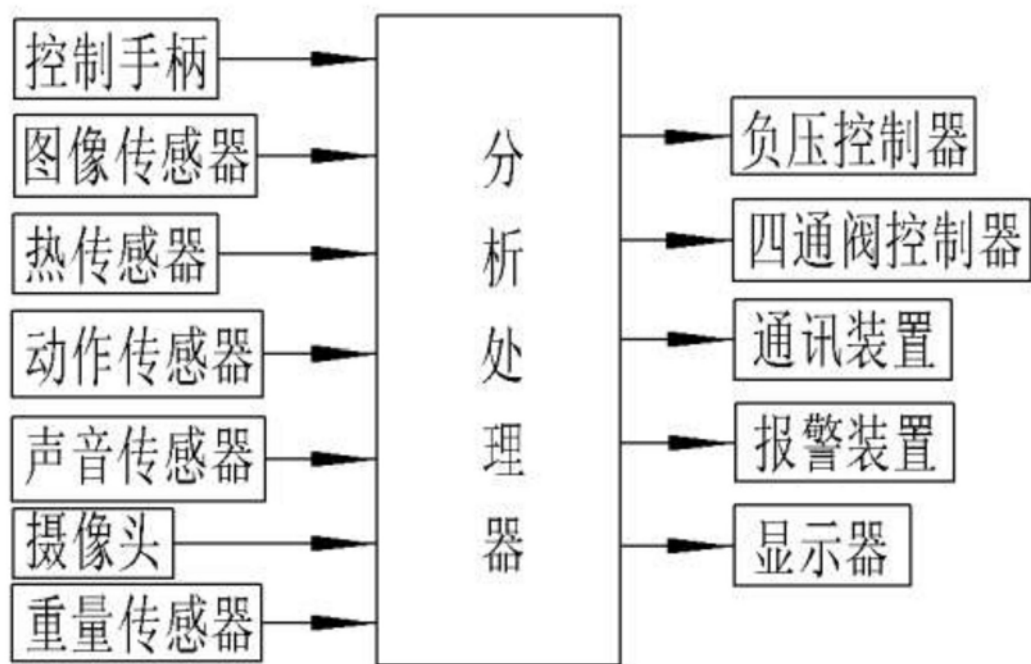 控制手柄
图像传感器
热传感器
动作传感器
声音传感器
摄像头
重量传感器
分析处理器
负压控制器
四通阀控制器
通讯装置
报警装置
显示器